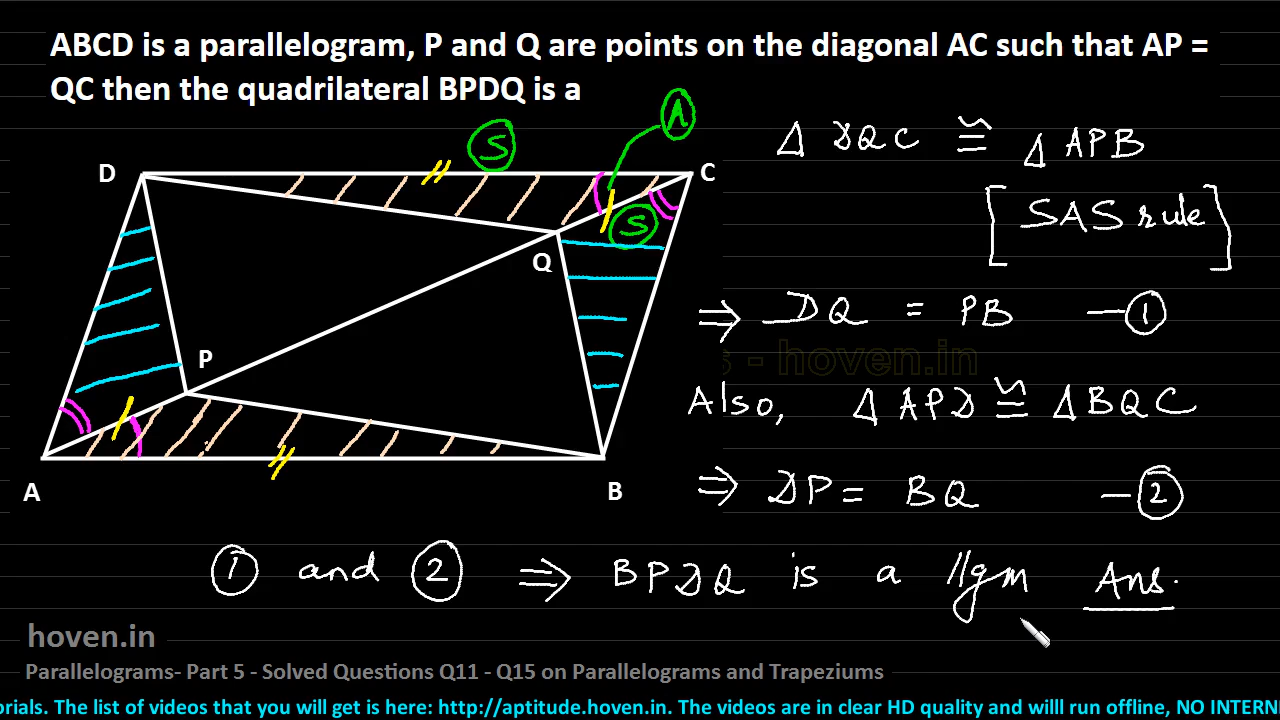 ABCD is a parallelogram, P and Q are points on the diagonal AC such that AP =
QC then the quadrilateral BPDQ is a
D
C
Q
P
A
B
S
A
S
Δ DQC ≅ Δ APB
[SAS rule]
⇒ DQ = PB — ①
- hoven.in
Also, Δ APD ≅ Δ BQC
⇒ DP = BQ — ②
① and ② ⇒ BPDQ is a //gm Ans.
hoven.in
Parallelograms- Part 5 - Solved Questions Q11 - Q15 on Parallelograms and Trapeziums
orials. The list of videos that you will get is here: http://aptitude.hoven.in. The videos are in clear HD quality and willl run offline, NO INTERN